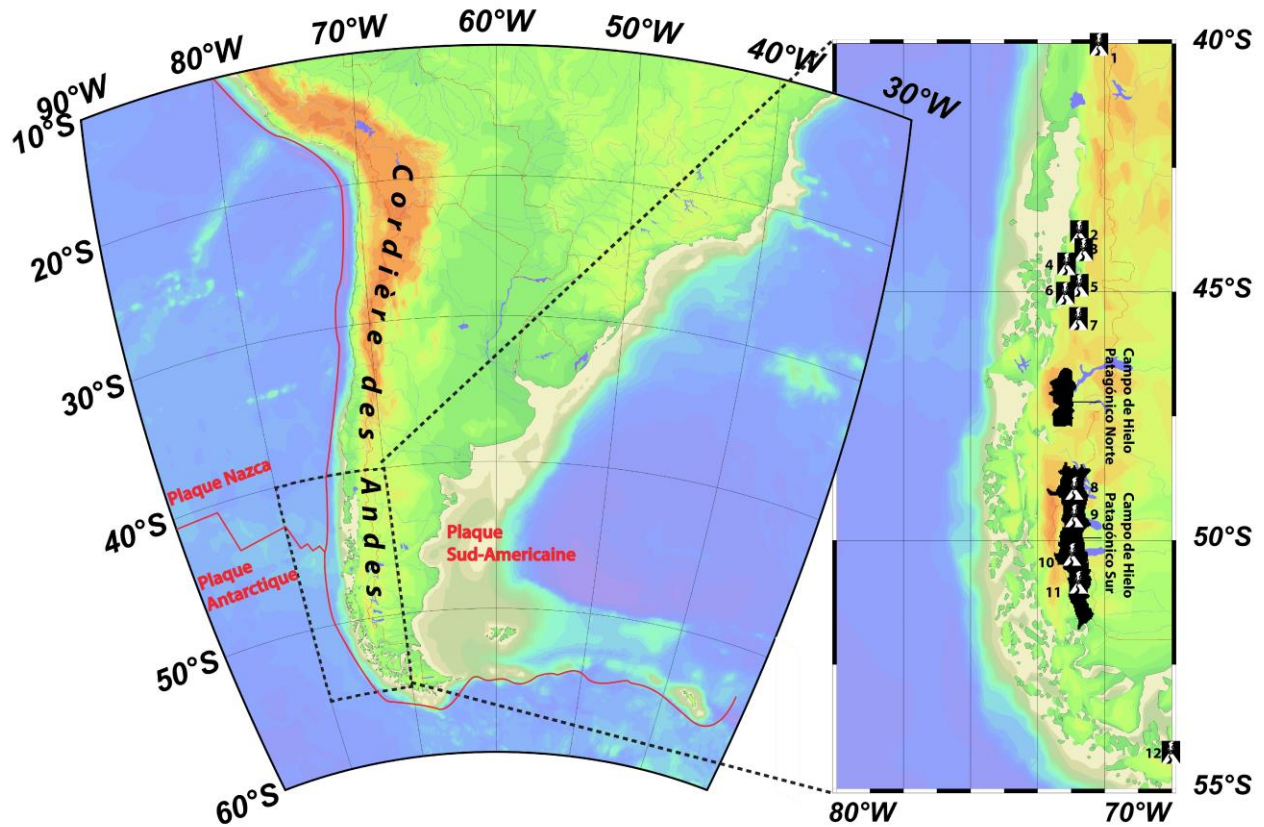 80°W
70°W
60°W
50°W
40°W
30°W
90°W
10°S
20°S
30°S
40°S
50°S
60°S
Cordière des Andes
Plaque Nazca
Plaque
Antarctique
Plaque
Sud-Americaine
40°S
45°S
50°S
55°S
80°W
70°W
1
2
3
4
5
6
7
Campo de Hielo
Patagónico Norte
8
9
10
11
Campo de Hielo
Patagónico Sur
12